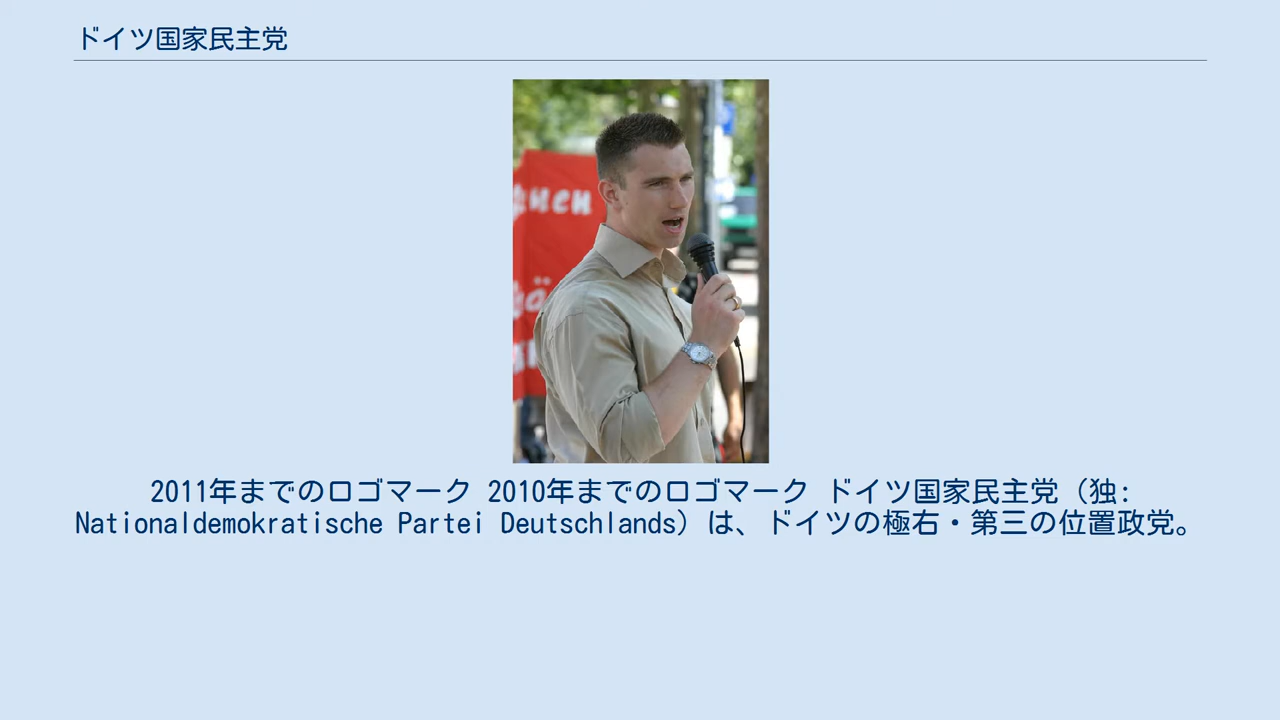 ドイツ国家民主党
2011年までのロゴマーク 2010年までのロゴマーク ドイツ国家民主党（独:
Nationaldemokratische Partei Deutschlands）は、ドイツの極右・第三の位置政党。